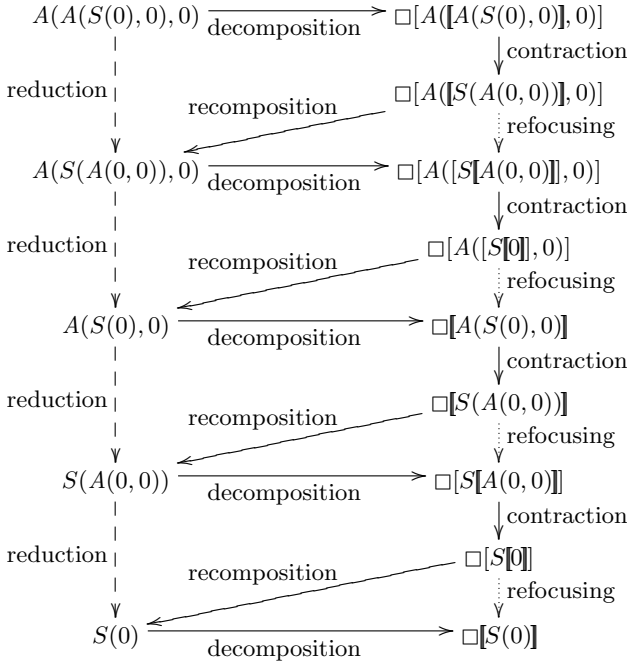 A(A(S(0), 0), 0) decomposition □[A(⟦A(S(0), 0)⟧, 0)]
contraction
reduction recomposition □[A(⟦S(A(0, 0))⟧, 0)]
refocusing
A(S(A(0, 0)), 0) decomposition □[A([S⟦A(0, 0)⟧], 0)]
contraction
reduction recomposition □[A([S⟦0⟧], 0)]
refocusing
A(S(0), 0) decomposition □⟦A(S(0), 0)⟧
contraction
reduction recomposition □⟦S(A(0, 0))⟧
refocusing
S(A(0, 0)) decomposition □[S⟦A(0, 0)⟧]
contraction
reduction recomposition □[S⟦0⟧]
refocusing
S(0) decomposition □⟦S(0)⟧